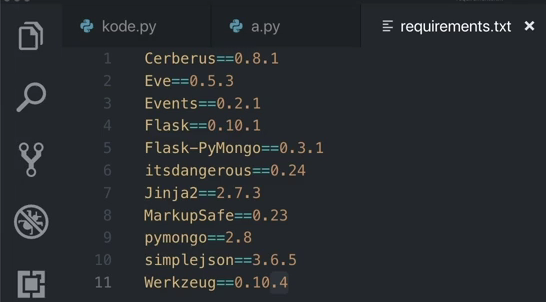 kode.py a.py requirements.txt
1 Cerberus==0.8.1
2 Eve==0.5.3
3 Events==0.2.1
4 Flask==0.10.1
5 Flask-PyMongo==0.3.1
6 itsdangerous==0.24
7 Jinja2==2.7.3
8 MarkupSafe==0.23
9 pymongo==2.8
10 simplejson==3.6.5
11 Werkzeug==0.10.4